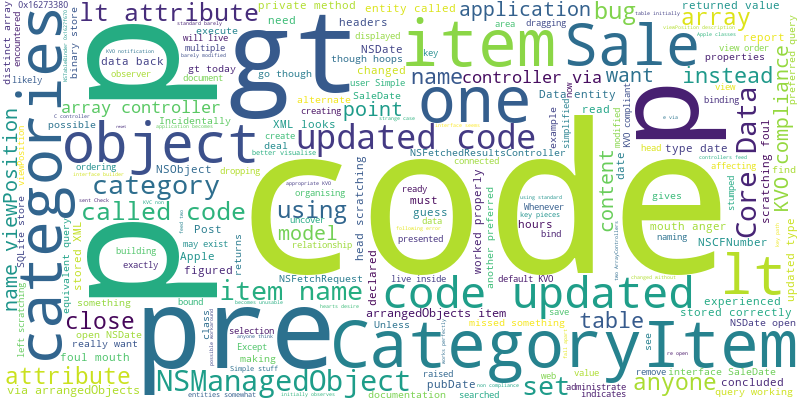 0x16273380
private method
entity called
application
bug
returned value
lt attribute
need
headers
array
execute
multiple
NSDate
though hoops
area
dragging
report
binary store
distinct array
encountered
will live
gt
item
Sale
displayed
key
view order
properties
data back
observer
document
gt today
go though
changed
user Simple
name
controller via
want
instead
likely
categories
p
array controller
Incidentally
alternate
SaleDate
creating
point
one
Data entity
read
view
binding
KVO compliant
possible
XML looks
create
deal
better visualise
example
simplified
now
modified
object
updated code
NSFetchedResultsController
date
head
type date
p
Core Data
KVO compliance
preferred query
find
ordering
NSObject
connected
dropping
category
head scratching
worked properly
content
controllers feed
affecting
stumped
name viewPosition
called code
using
code
ready
must
guess
data
presented
Whenever
key pieces
bind
hours
gives
mouth anger
naming
scratching foul
organising
uncover
relationship
model
Post
may exist
Apple
figured
returns
building
exactly
NSCFNumber
updated type
experienced
stored correctly
equivalent query
SQlite store
stored XML
something
bound
item name
NSFetchRequest
declared
live inside
default KVO
another preferred
code updated
lt
NSDate open
left scratching
close
really want
foul mouth
open NSDate
class
Except
making
selection
Unless
arrangedObjects item
missed something
save
table
see
remove
interface SaleDate
anyone
pre
CategoryItem
attribute
via arrangedObjects
NSManagedObject
Simple stuff
entities somewhat
pubDate
raised
web
searched
set
value
administrate
indicates
concluded
query working